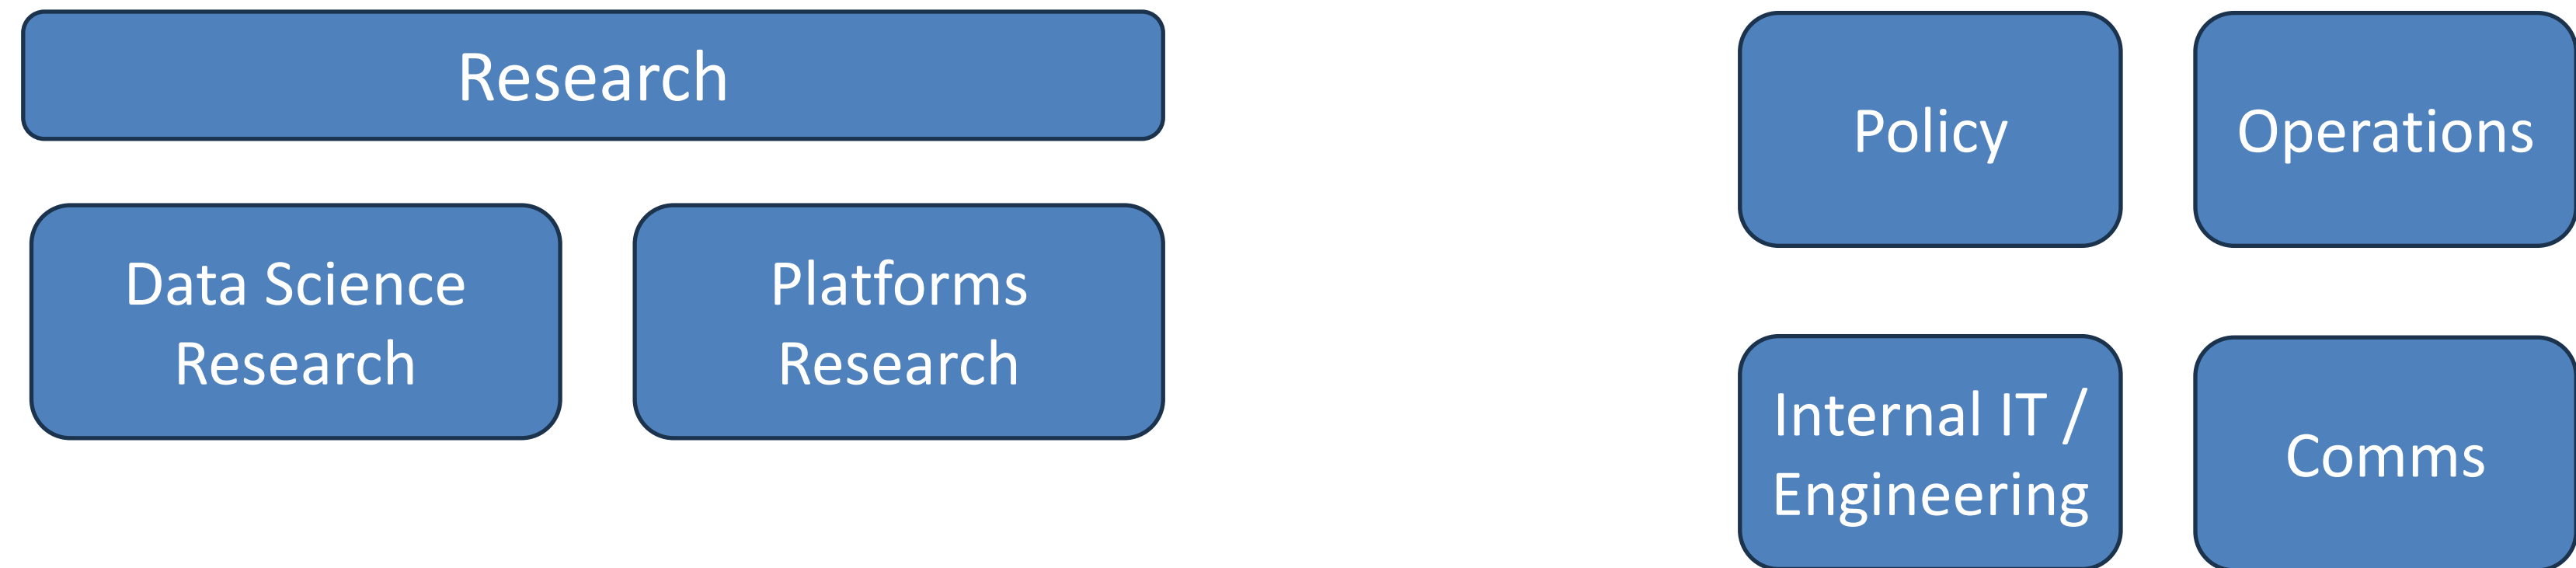 Research
Data Science
Research
Platforms
Research
Policy
Operations
Internal IT /
Engineering
Comms